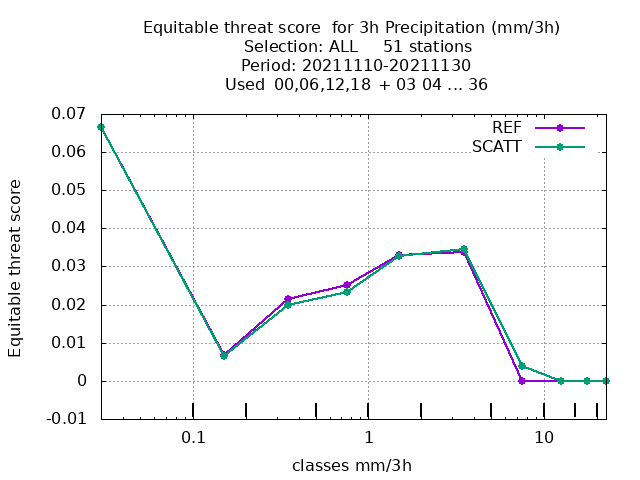 Equitable threat score  for 3h Precipitation (mm/3h)
Selection: ALL     51 stations
Period: 20211110-20211130
Used  00,06,12,18  + 03 04 ... 36
0.07
REF
SCATT
0.06
0.05
0.04
0.03
0.02
0.01
0
-0.01
Equitable threat score
0.1
1
10
classes mm/3h